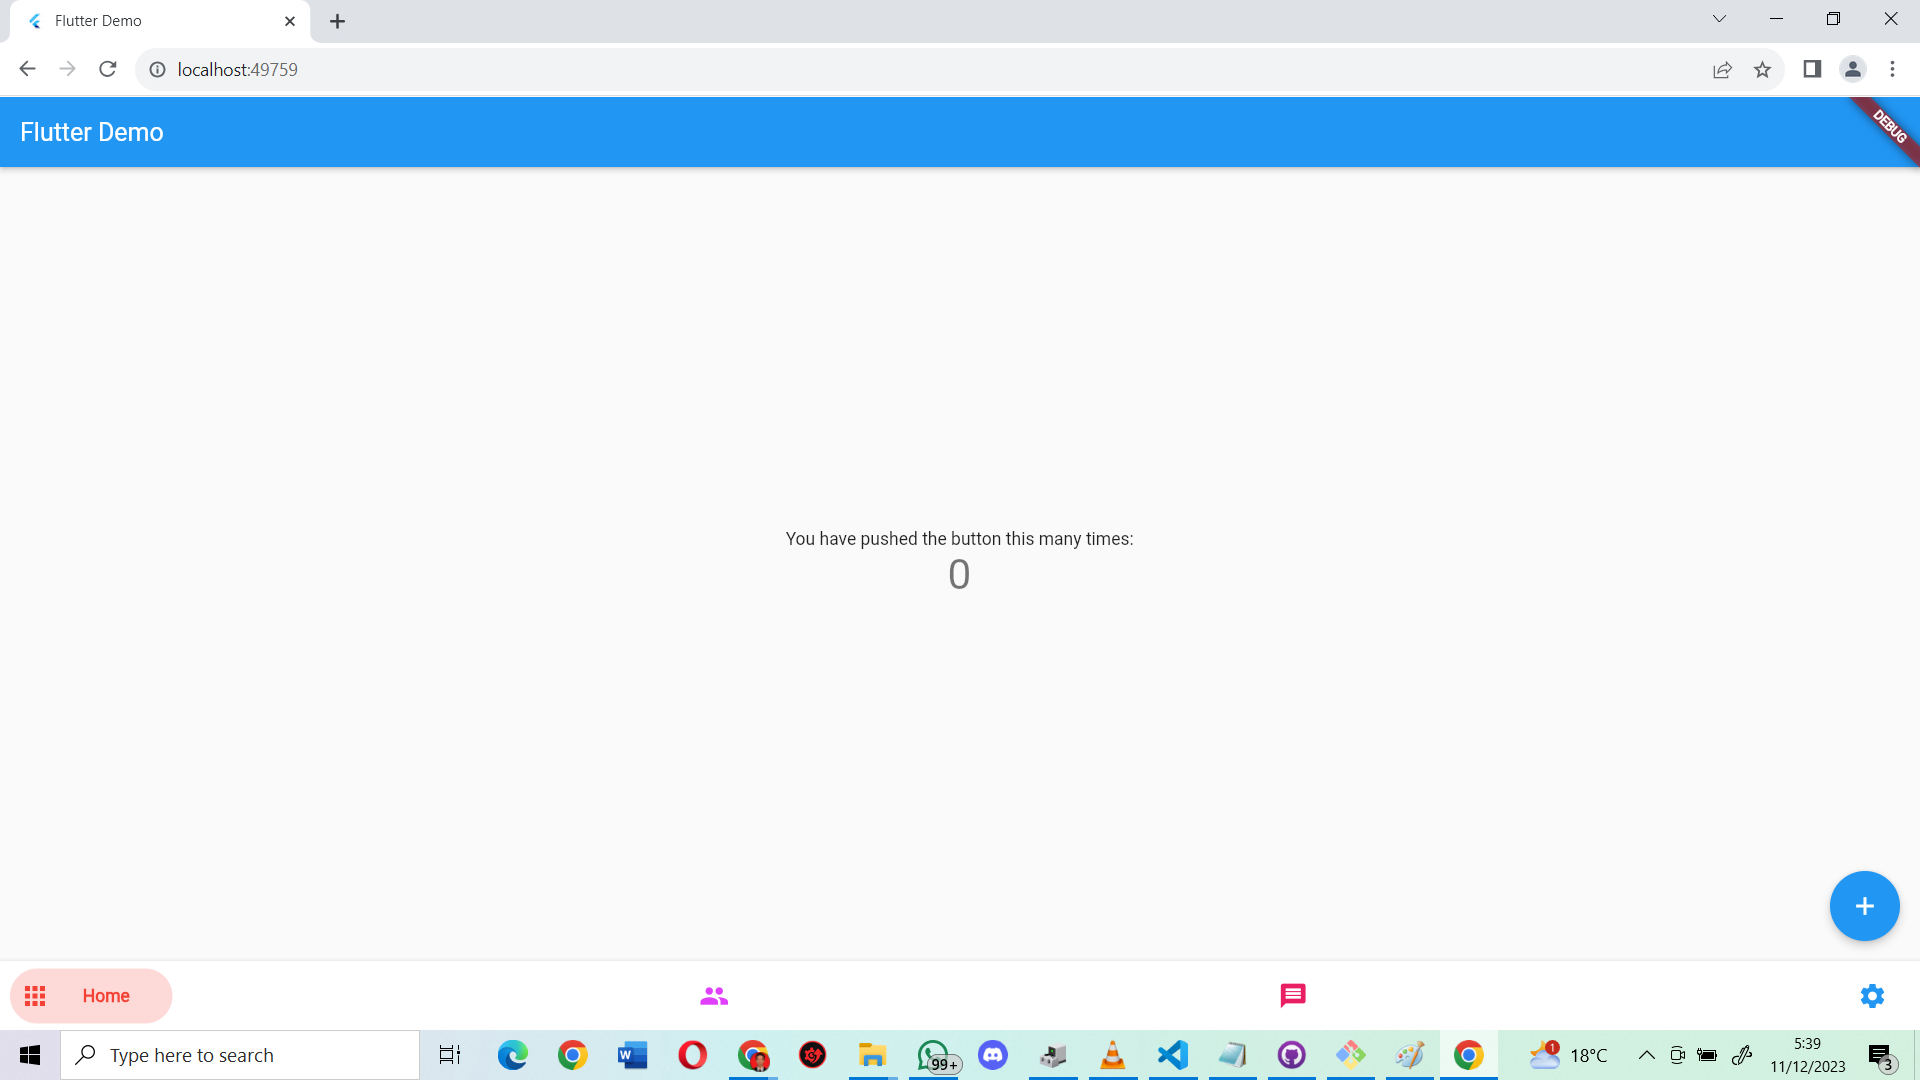 Flutter Demo
localhost:49759
Flutter Demo
DEBUG
You have pushed the button this many times:
0
Home
Type here to search
99+
1
18°C
5:39
11/12/2023
3